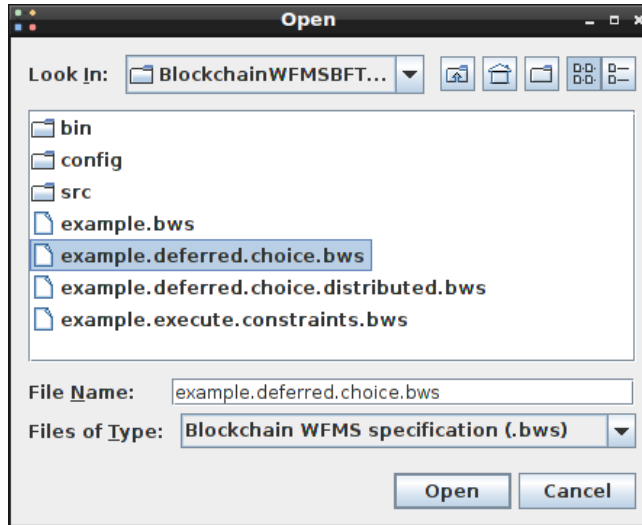 Open
Look In: BlockchainWFMSBFT...
bin
config
src
example.bws
example.deferred.choice.bws
example.deferred.choice.distributed.bws
example.execute.constraints.bws
File Name: example.deferred.choice.bws
Files of Type: Blockchain WFMS specification (.bws)
Open Cancel